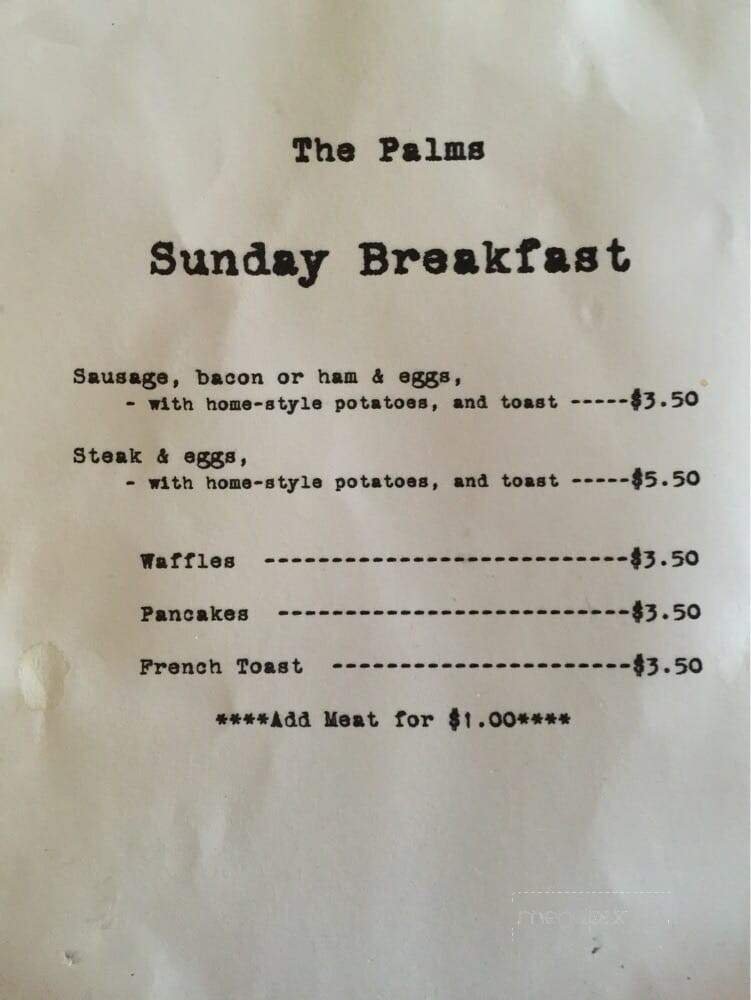 The Palms
Sunday Breakfast
Sausage, bacon or ham & eggs,
- with home-style potatoes, and toast -----$3.50
Steak & eggs,
- with home-style potatoes, and toast -----$5.50
Waffles ---------------------------$3.50
Pancakes --------------------------$3.50
French Toast ----------------------$3.50
****Add Meat for $1.00****